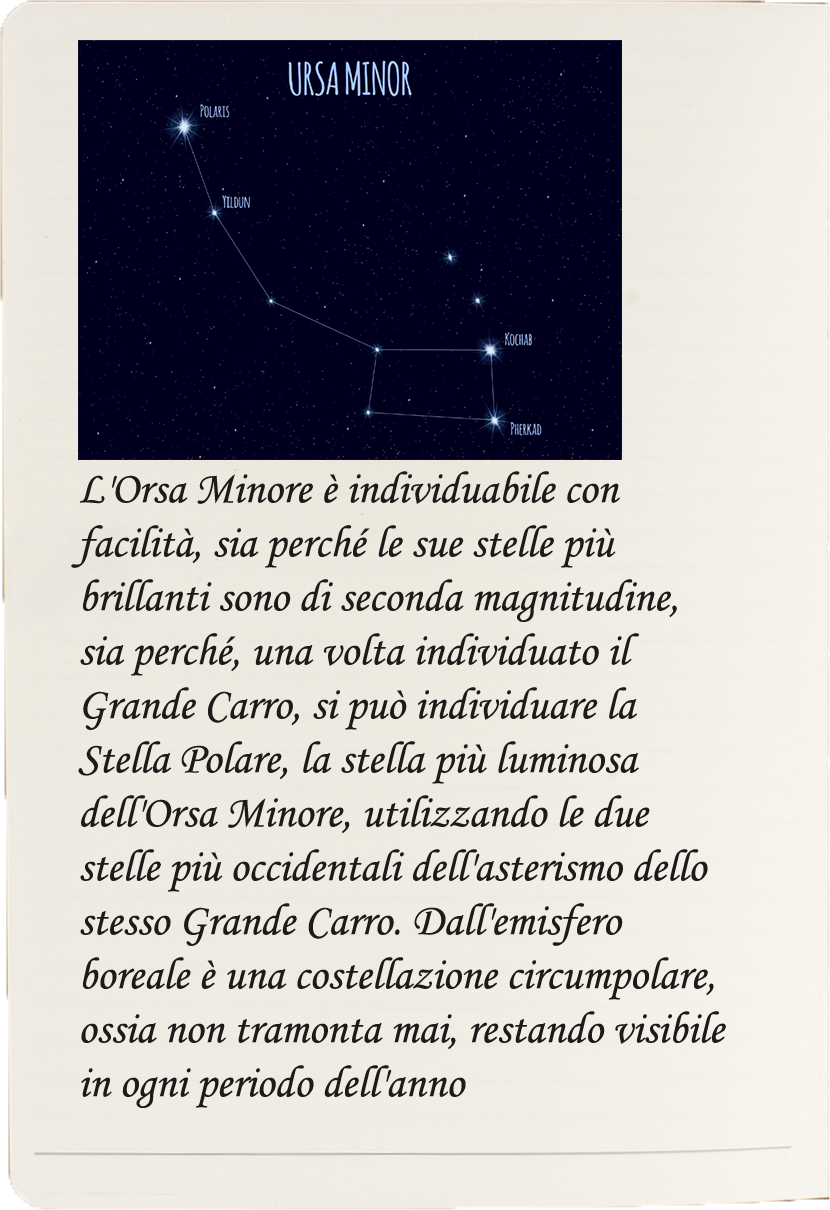 URSA MINOR
POLARIS
YILDUN
KOCHAB
PHERKAD
L'Orsa Minore è individuabile con
facilità, sia perché le sue stelle più
brillanti sono di seconda magnitudine,
sia perché, una volta individuato il
Grande Carro, si può individuare la
Stella Polare, la stella più luminosa
dell'Orsa Minore, utilizzando le due
stelle più occidentali dell'asterismo dello
stesso Grande Carro. Dall'emisfero
boreale è una costellazione circumpolare,
ossia non tramonta mai, restando visibile
in ogni periodo dell'anno